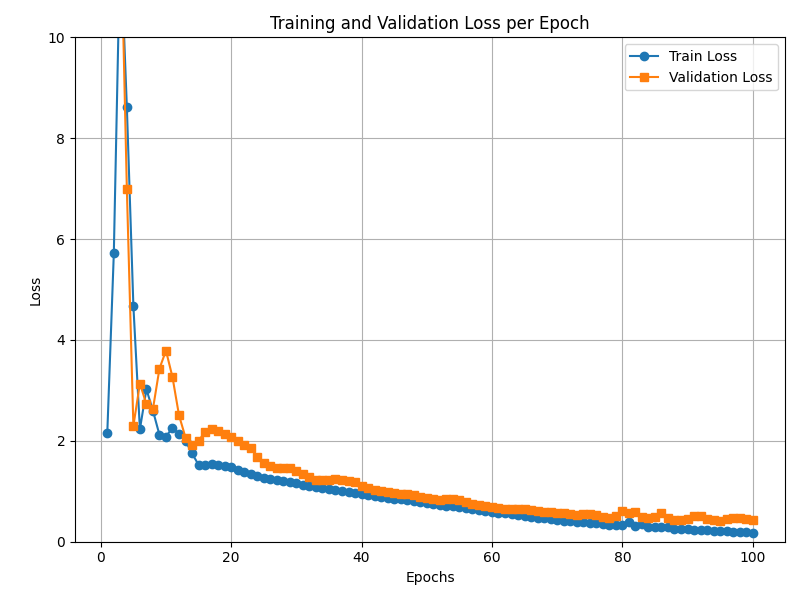 Training and Validation Loss per Epoch
Train Loss
Validation Loss
Loss
10
8
6
4
2
0
0 20 40 60 80 100
Epochs